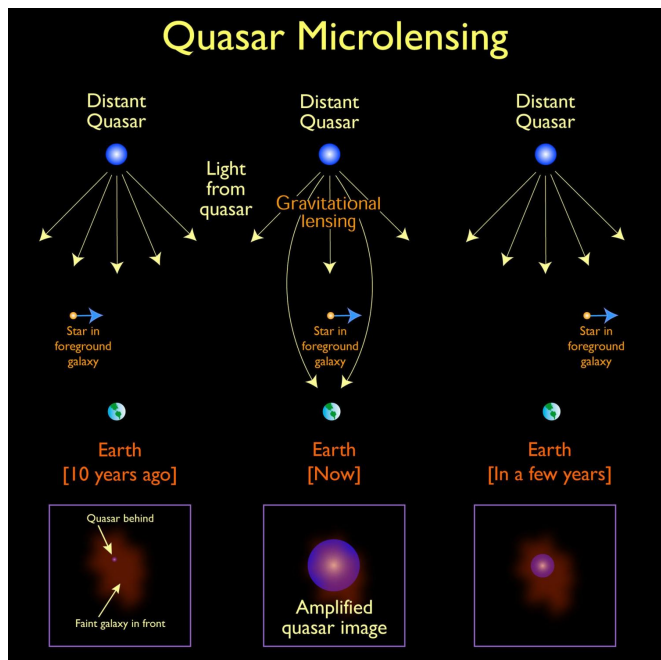 Quasar Microlensing
Distant
Quasar
Distant
Quasar
Distant
Quasar
Light
from
quasar
Gravitational
lensing
Star in
foreground
galaxy
Star in
foreground
galaxy
Star in
foreground
galaxy
Earth
[10 years ago]
Earth
[Now]
Earth
[In a few years]
Quasar behind
Faint galaxy in front
Amplified
quasar image